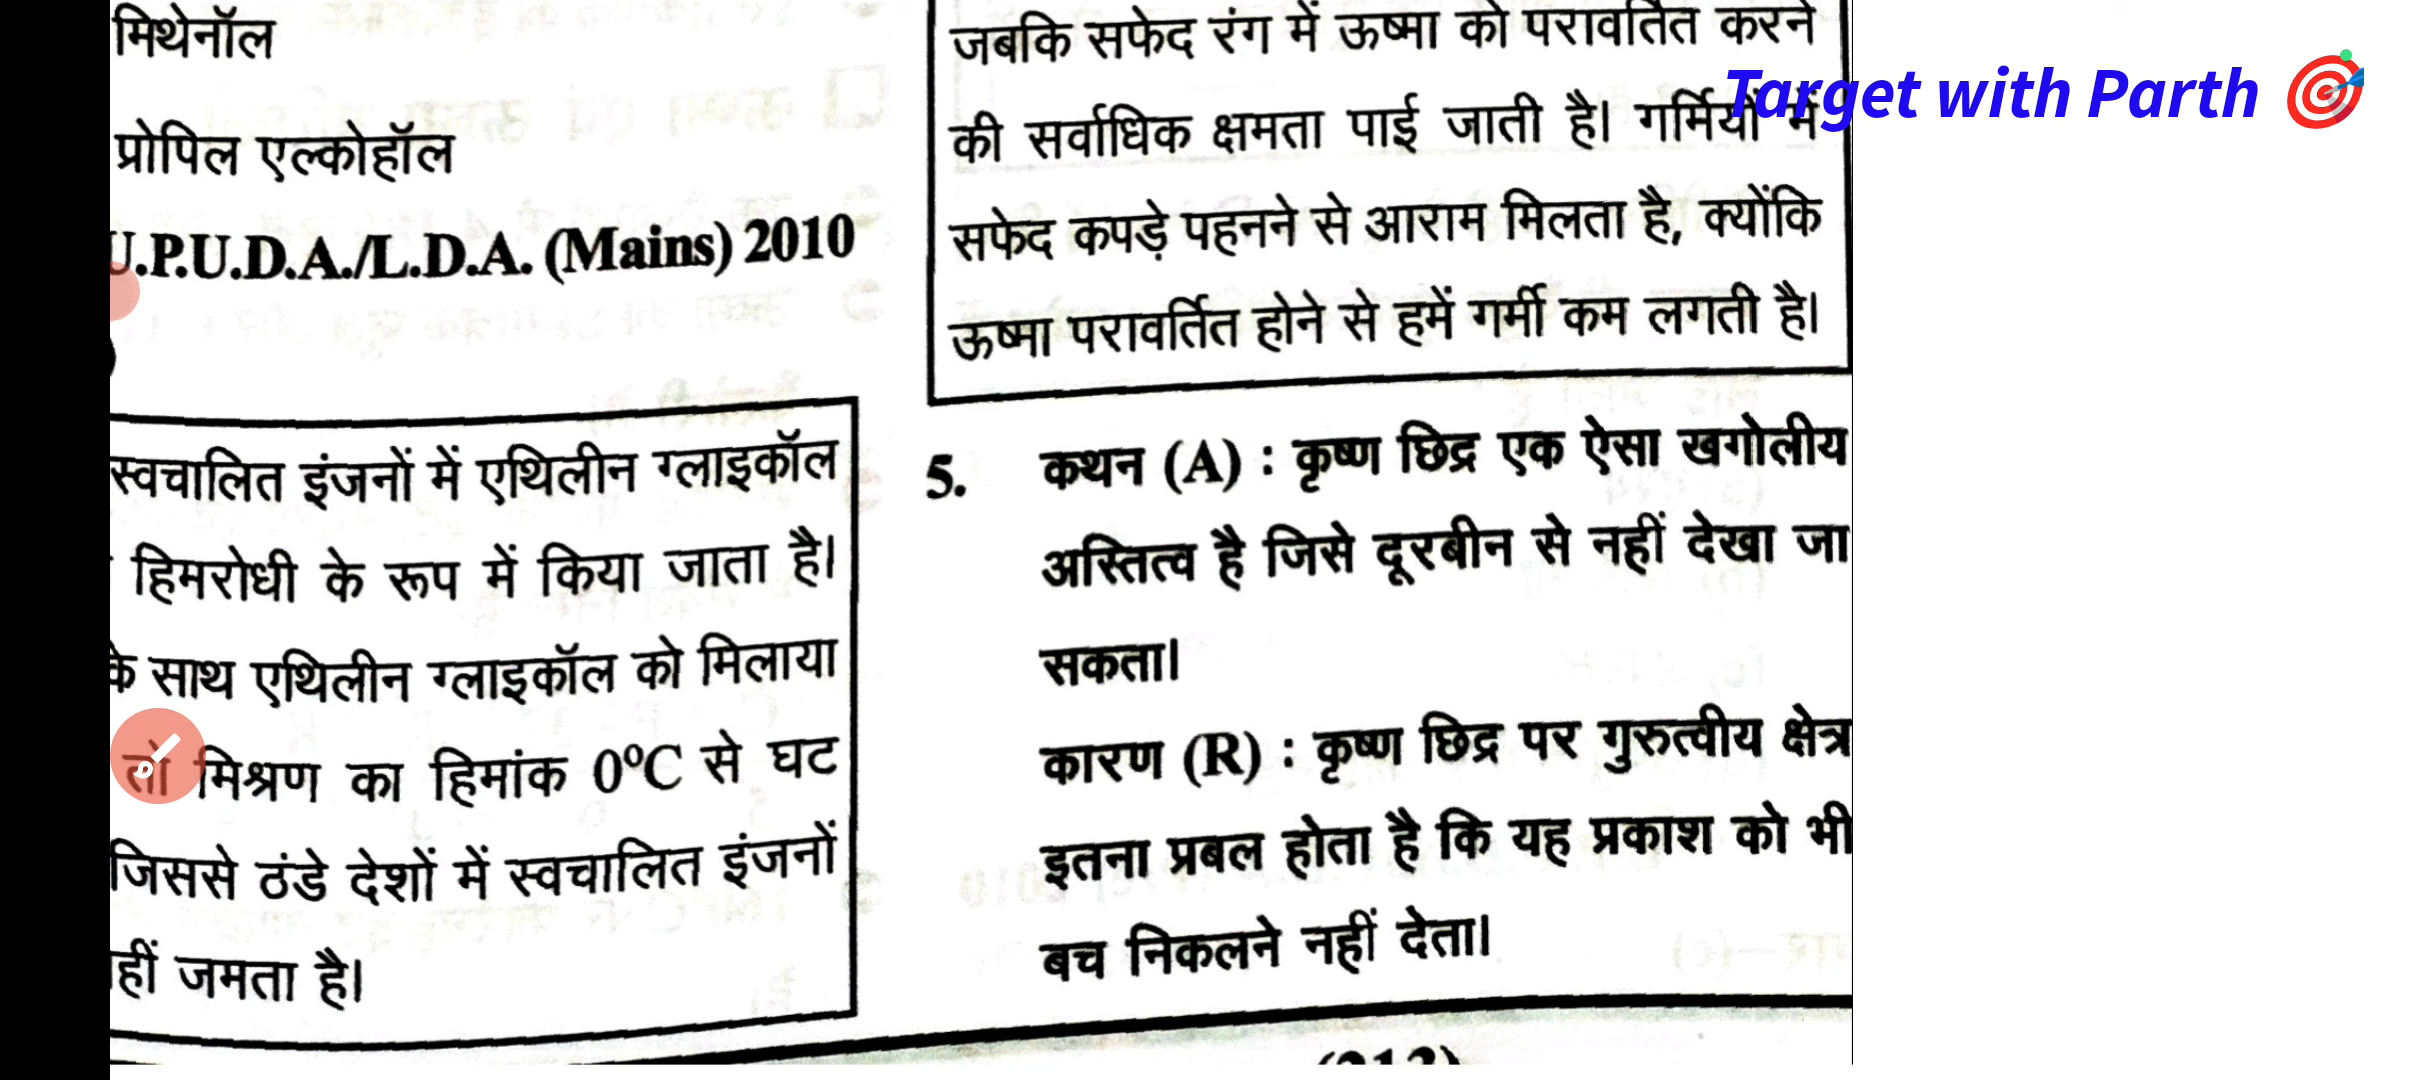 मिथेनॉल
प्रोपिल एल्कोहॉल
U.P.U.D.A./L.D.A. (Mains) 2010
स्वचालित इंजनों में एथिलीन ग्लाइकॉल
हिमरोधी के रूप में किया जाता है।
के साथ एथिलीन ग्लाइकॉल को मिलाया
तो मिश्रण का हिमांक 0°C से घट
जिससे ठंडे देशों में स्वचालित इंजनों
हीं जमता है।
जबकि सफेद रंग में ऊष्मा को परावर्तित करने
की सर्वाधिक क्षमता पाई जाती है। गर्मियों में
सफेद कपड़े पहनने से आराम मिलता है, क्योंकि
ऊष्मा परावर्तित होने से हमें गर्मी कम लगती है।
5. कथन (A) : कृष्ण छिद्र एक ऐसा खगोलीय
अस्तित्व है जिसे दूरबीन से नहीं देखा जा
सकता।
कारण (R) : कृष्ण छिद्र पर गुरुत्वीय क्षेत्र
इतना प्रबल होता है कि यह प्रकाश को भी
बच निकलने नहीं देता।
Target with Parth